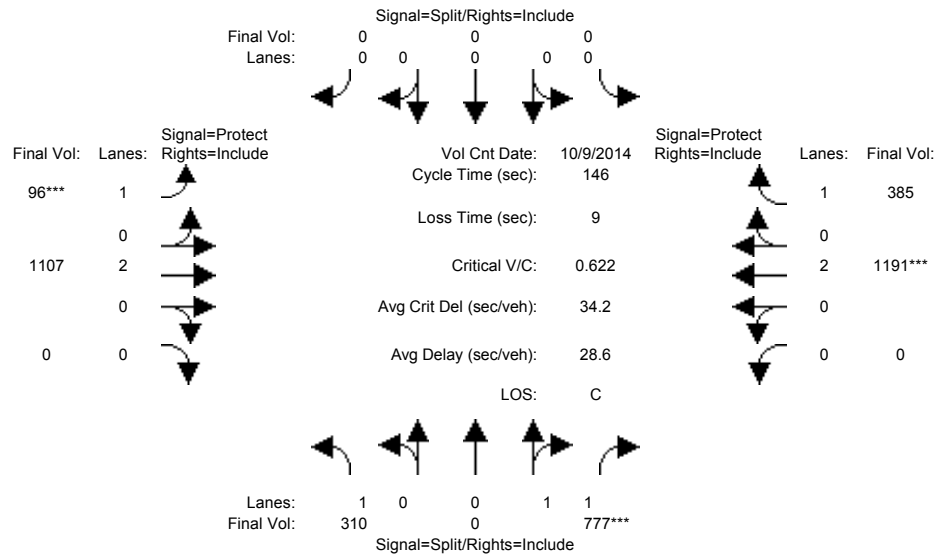 Signal=Split/Rights=Include
Final Vol: 0 0 0
Lanes: 0 0 0 0 0
Signal=Protect Signal=Protect
Final Vol: Lanes: Rights=Include Vol Cnt Date: 10/9/2014 Rights=Include Lanes: Final Vol:
Cycle Time (sec): 146
96*** 1 1 385
Loss Time (sec): 9
0 0
1107 2 Critical V/C: 0.622 2 1191***
0 Avg Crit Del (sec/veh): 34.2 0
0 0 Avg Delay (sec/veh): 28.6 0 0
LOS: C
Lanes: 1 0 0 1 1
Final Vol: 310 0 777***
Signal=Split/Rights=Include